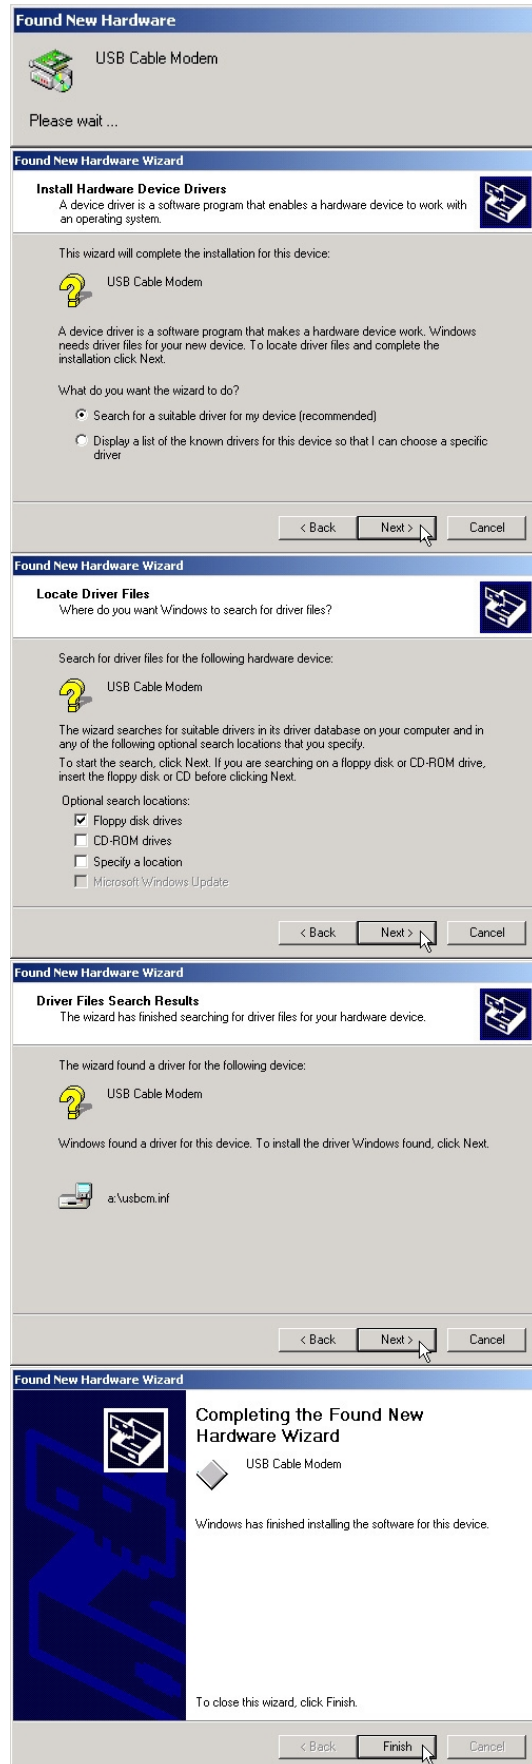 Found New Hardware
USB Cable Modem
Please wait ...
Found New Hardware Wizard
Install Hardware Device Drivers
A device driver is a software program that enables a hardware device to work with
an operating system.
This wizard will complete the installation for this device:
USB Cable Modem
A device driver is a software program that makes a hardware device work. Windows
needs driver files for your new device. To locate driver files and complete the
installation click Next.
What do you want the wizard to do?
Search for a suitable driver for my device (recommended)
Display a list of the known drivers for this device so that I can choose a specific
driver
< Back Next > Cancel
Found New Hardware Wizard
Locate Driver Files
Where do you want Windows to search for driver files?
Search for driver files for the following hardware device:
USB Cable Modem
The wizard searches for suitable drivers in its driver database on your computer and in
any of the following optional search locations that you specify.
To start the search, click Next. If you are searching on a floppy disk or CD-ROM drive,
insert the floppy disk or CD before clicking Next.
Optional search locations:
Floppy disk drives
CD-ROM drives
Specify a location
Microsoft Windows Update
< Back Next > Cancel
Found New Hardware Wizard
Driver Files Search Results
The wizard has finished searching for driver files for your hardware device.
The wizard found a driver for the following device:
USB Cable Modem
Windows found a driver for this device. To install the driver Windows found, click Next.
a:\usbcm.inf
< Back Next > Cancel
Found New Hardware Wizard
Completing the Found New
Hardware Wizard
USB Cable Modem
Windows has finished installing the software for this device.
To close this wizard, click Finish.
< Back Finish Cancel